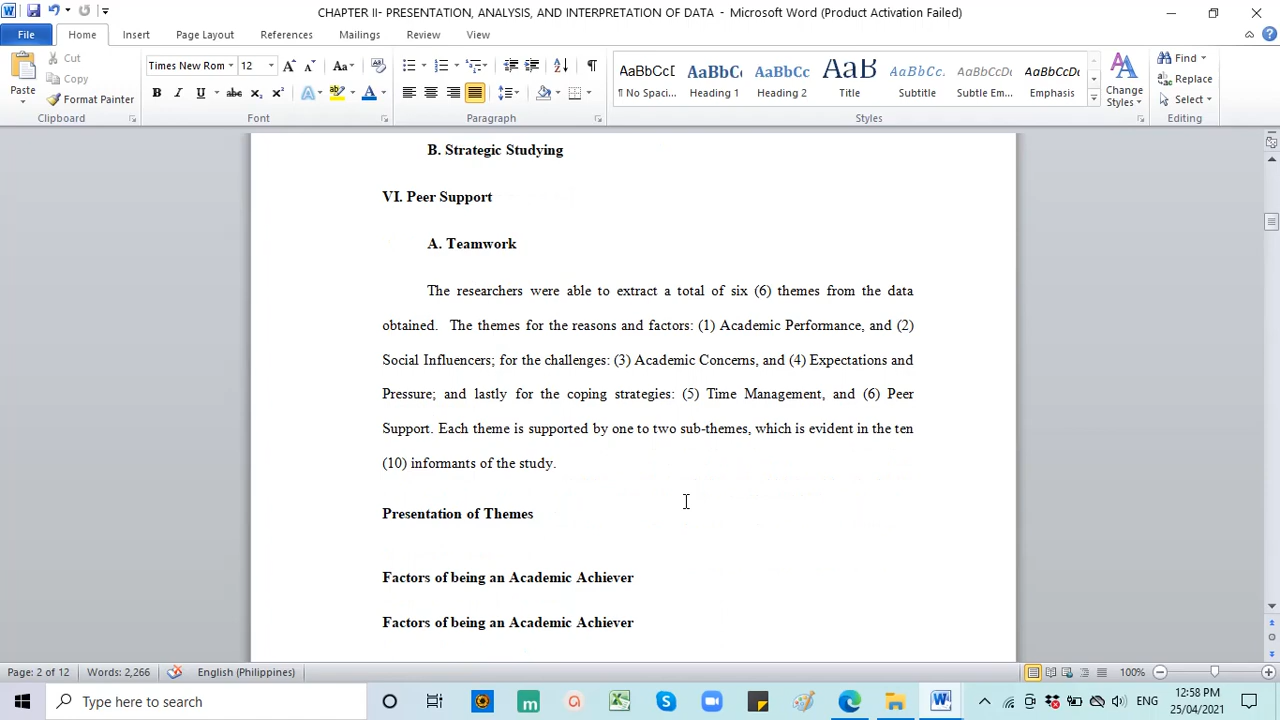 CHAPTER II- PRESENTATION, ANALYSIS, AND INTERPRETATION OF DATA - Microsoft Word (Product Activation Failed)
File Home Insert Page Layout References Mailings Review View
Paste
Cut
Copy
Format Painter
Clipboard
Times New Rom 12
Font
Paragraph
AaBbCcD AaBbC AaBbCc AaB AaBbCc. AaBbCcD AaBbCcD
¶ No Spaci... Heading 1 Heading 2 Title Subtitle Subtle Em... Emphasis
Change Styles
Styles
Find
Replace
Select
Editing
B. Strategic Studying
VI. Peer Support
A. Teamwork
The researchers were able to extract a total of six (6) themes from the data
obtained. The themes for the reasons and factors: (1) Academic Performance, and (2)
Social Influencers; for the challenges: (3) Academic Concerns, and (4) Expectations and
Pressure; and lastly for the coping strategies: (5) Time Management, and (6) Peer
Support. Each theme is supported by one to two sub-themes, which is evident in the ten
(10) informants of the study.
Presentation of Themes
Factors of being an Academic Achiever
Factors of being an Academic Achiever
Page: 2 of 12 Words: 2,266 English (Philippines) 100%
Type here to search
ENG
12:58 PM
25/04/2021